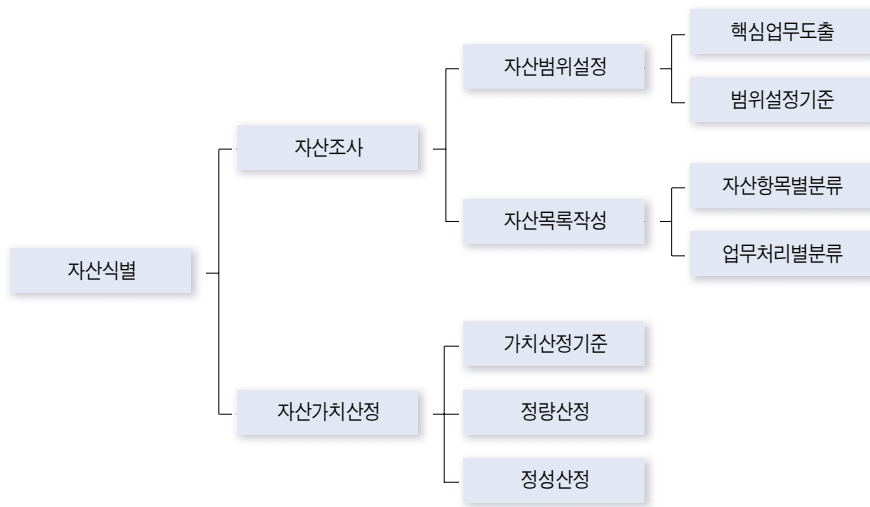 핵심업무도출
자산범위설정
범위설정기준
자산조사
자산항목별분류
자산목록작성
업무처리별분류
자산식별
가치산정기준
자산가치산정
정량산정
정성산정